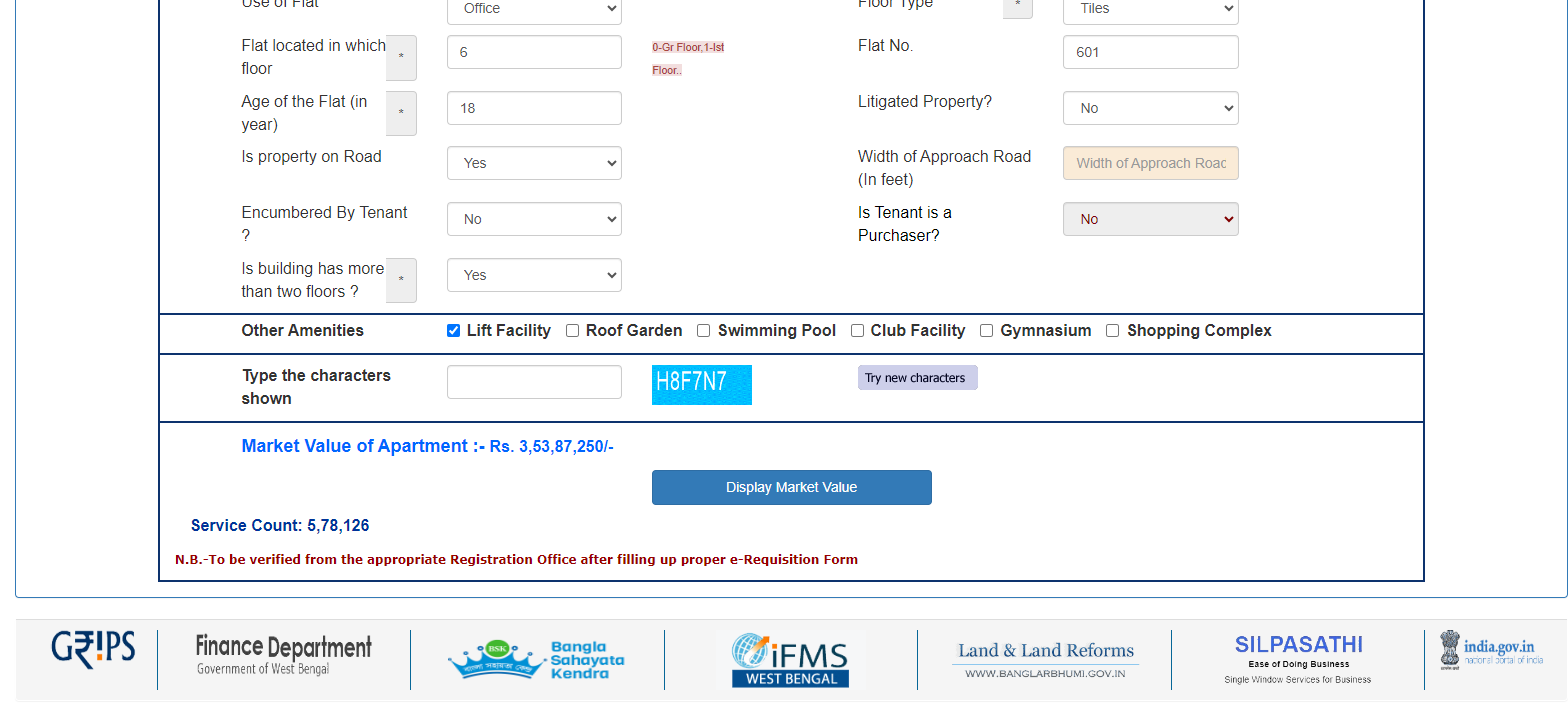 Use of Flat
Office
Floor Type
*
Tiles
Flat located in which floor
*
6
0-Gr Floor,1-Ist
Floor..
Flat No.
601
Age of the Flat (in year)
*
18
Litigated Property?
No
Is property on Road
Yes
Width of Approach Road (In feet)
Width of Approach Roac
Encumbered By Tenant ?
No
Is Tenant is a Purchaser?
No
Is building has more than two floors ?
*
Yes
Other Amenities
Lift Facility
Roof Garden
Swimming Pool
Club Facility
Gymnasium
Shopping Complex
Type the characters shown
H8F7N7
Try new characters
Market Value of Apartment :- Rs. 3,53,87,250/-
Display Market Value
Service Count: 5,78,126
N.B.-To be verified from the appropriate Registration Office after filling up proper e-Requisition Form
GR!PS
Finance Department
Government of West Bengal
BSK
বাংলা সহায়তা কেন্দ্র
Bangla
Sahayata
Kendra
iFMS
WEST BENGAL
Land & Land Reforms
WWW.BANGLARBHUMI.GOV.IN
SILPASATHI
Ease of Doing Business
Single Window Services for Business
india.gov.in
national portal of india